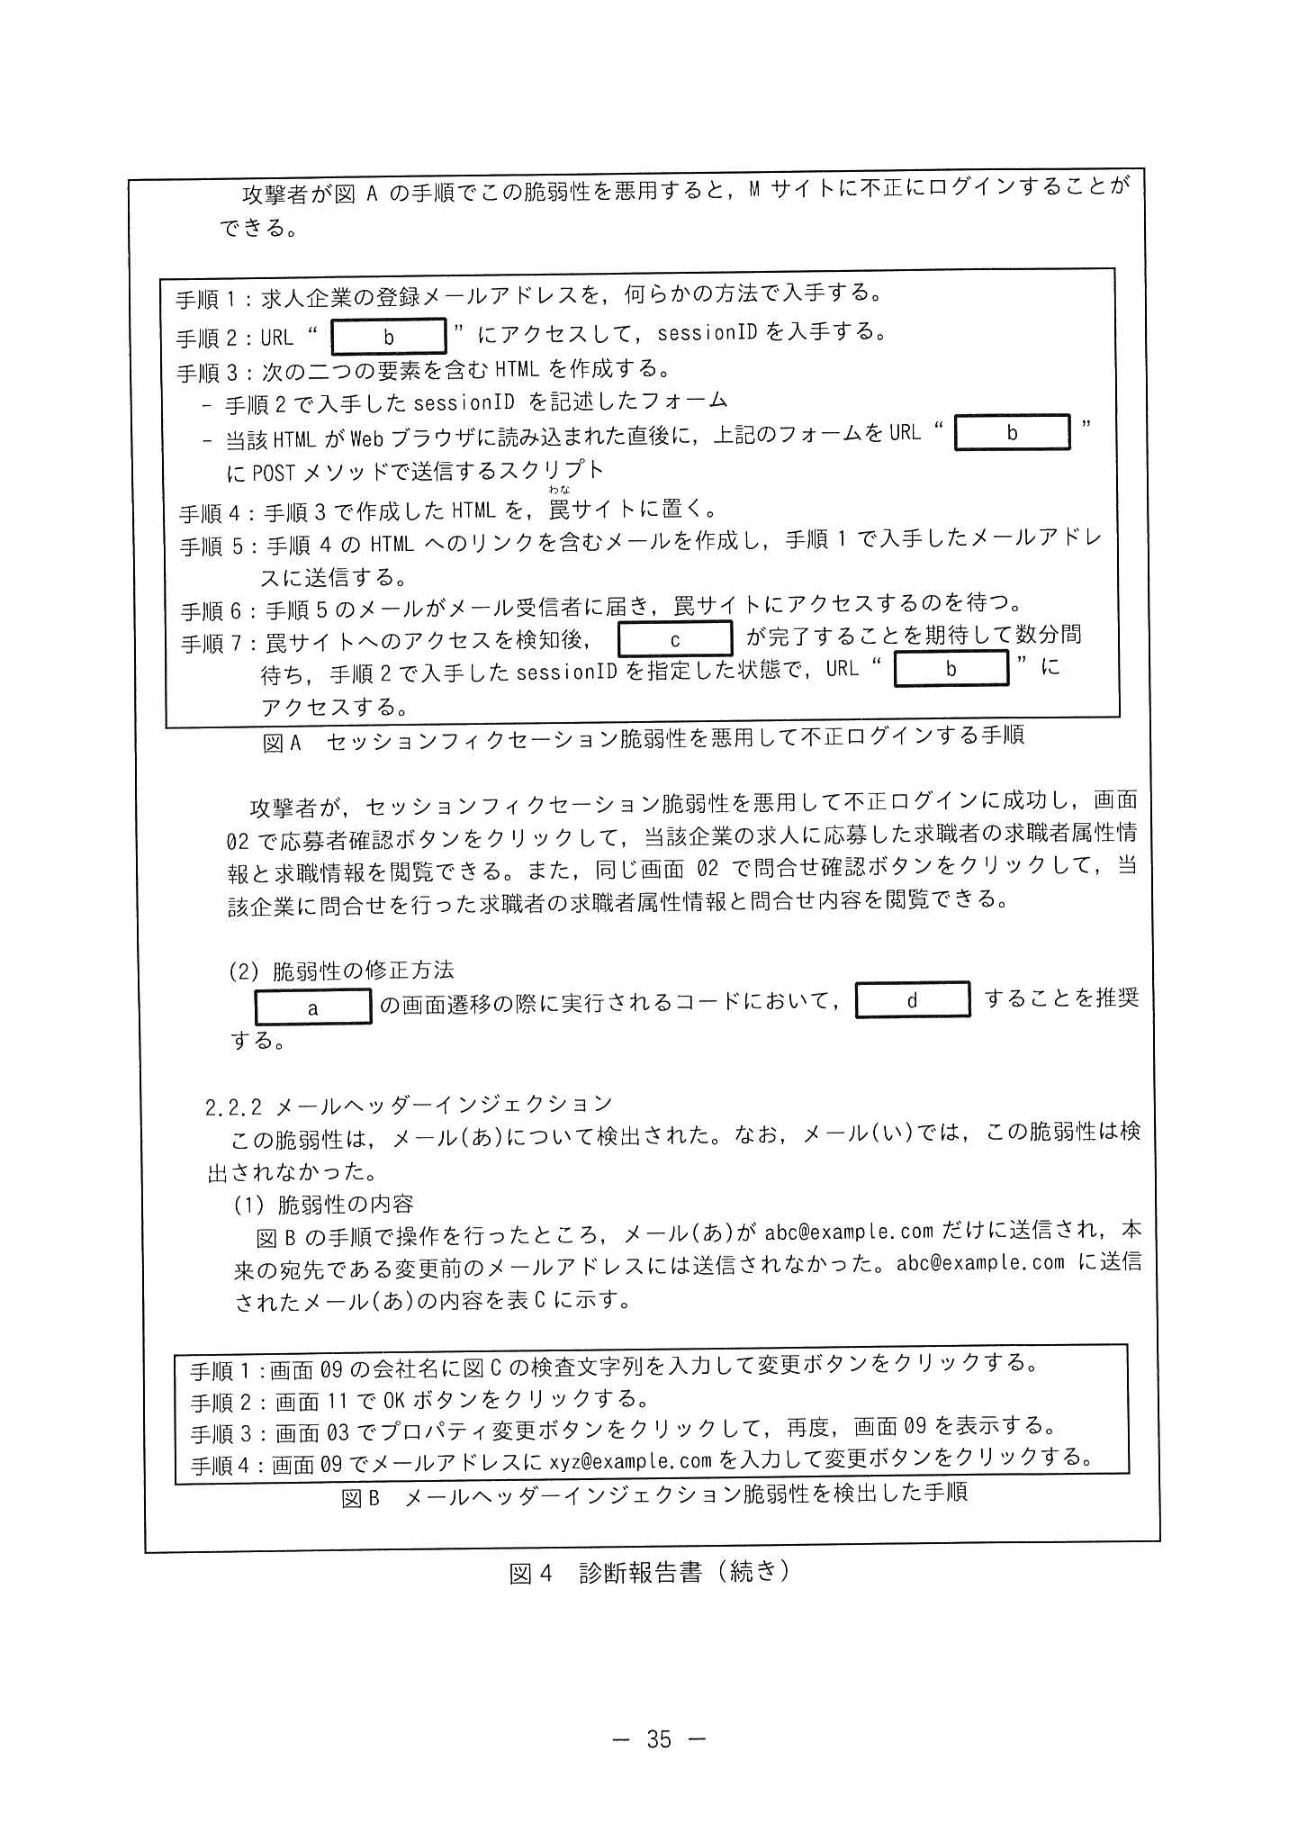 攻撃者が図 A の手順でこの脆弱性を悪用すると，M サイトに不正にログインすることが
できる。
手順 1：求人企業の登録メールアドレスを，何らかの方法で入手する。
手順 2：URL “ b ” にアクセスして，sessionID を入手する。
手順 3：次の二つの要素を含む HTML を作成する。
- 手順 2 で入手した sessionID を記述したフォーム
- 当該 HTML が Web ブラウザに読み込まれた直後に，上記のフォームを URL “ b ”
に POST メソッドで送信するスクリプト
わな
手順 4：手順 3 で作成した HTML を，罠サイトに置く。
手順 5：手順 4 の HTML へのリンクを含むメールを作成し，手順 1 で入手したメールアドレ
スに送信する。
手順 6：手順 5 のメールがメール受信者に届き，罠サイトにアクセスするのを待つ。
手順 7：罠サイトへのアクセスを検知後， c が完了することを期待して数分間
待ち，手順 2 で入手した sessionID を指定した状態で，URL “ b ” に
アクセスする。
図 A　セッションフィクセーション脆弱性を悪用して不正ログインする手順
攻撃者が，セッションフィクセーション脆弱性を悪用して不正ログインに成功し，画面
02 で応募者確認ボタンをクリックして，当該企業の求人に応募した求職者の求職者属性情
報と求職情報を閲覧できる。また，同じ画面 02 で問合せ確認ボタンをクリックして，当
該企業に問合せを行った求職者の求職者属性情報と問合せ内容を閲覧できる。
(2) 脆弱性の修正方法
a の画面遷移の際に実行されるコードにおいて， d することを推奨
する。
2.2.2 メールヘッダーインジェクション
この脆弱性は，メール(あ)について検出された。なお，メール(い)では，この脆弱性は検
出されなかった。
(1) 脆弱性の内容
図 B の手順で操作を行ったところ，メール(あ)が abc@example.com だけに送信され，本
来の宛先である変更前のメールアドレスには送信されなかった。abc@example.com に送信
されたメール(あ)の内容を表 C に示す。
手順 1：画面 09 の会社名に図 C の検査文字列を入力して変更ボタンをクリックする。
手順 2：画面 11 で OK ボタンをクリックする。
手順 3：画面 03 でプロパティ変更ボタンをクリックして，再度，画面 09 を表示する。
手順 4：画面 09 でメールアドレスに xyz@example.com を入力して変更ボタンをクリックする。
図 B　メールヘッダーインジェクション脆弱性を検出した手順
図 4　診断報告書（続き）
－ 35 －